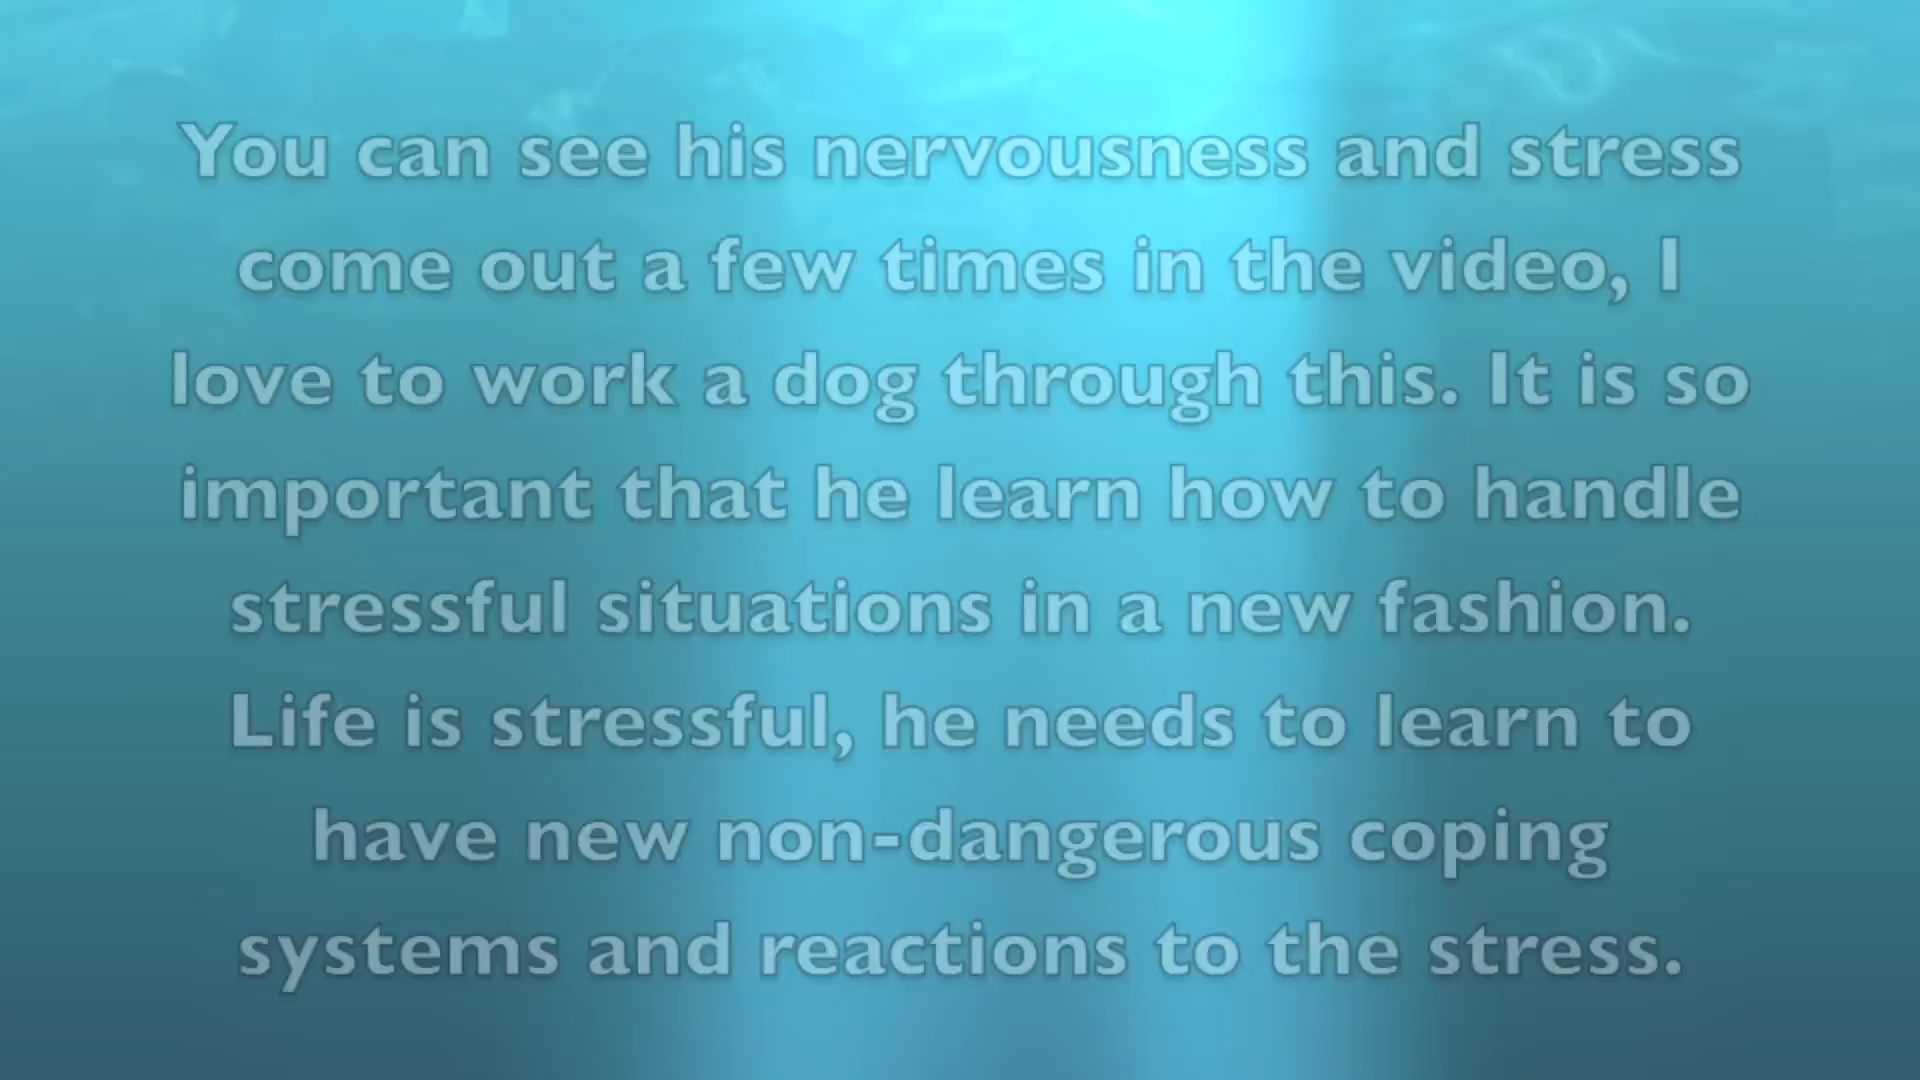 You can see his nervousness and stress
come out a few times in the video, I
love to work a dog through this. It is so
important that he learn how to handle
stressful situations in a new fashion.
Life is stressful, he needs to learn to
have new non-dangerous coping
systems and reactions to the stress.